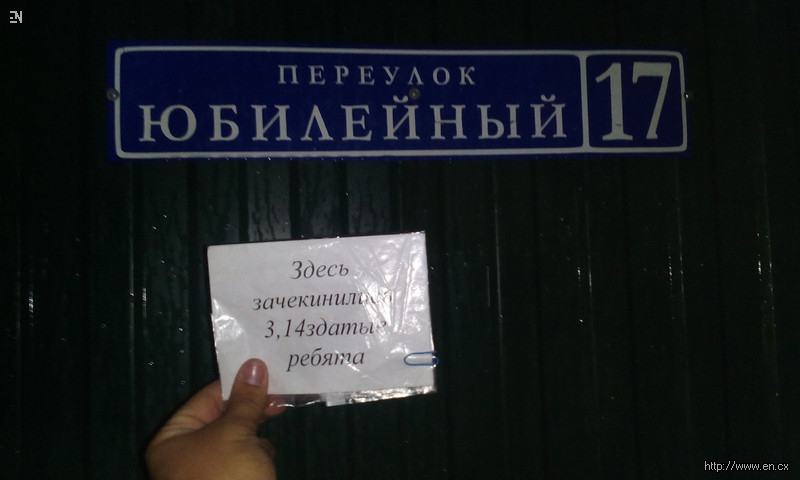 EN
ПЕРЕУЛОК
ЮБИЛЕЙНЫЙ
17
Здесь
зачекинились
3,14здатые
ребята
http://www.en.cx